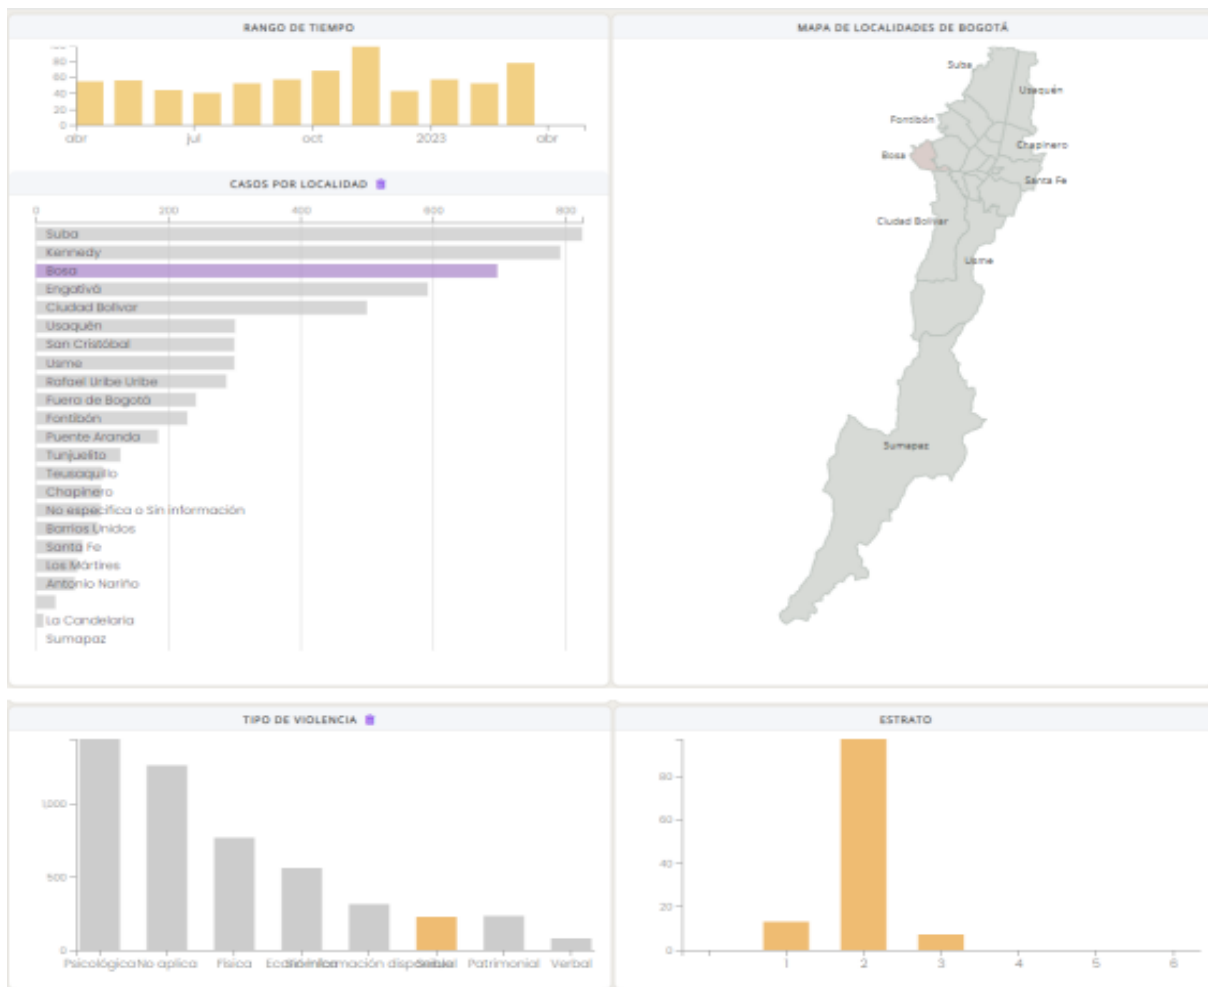 RANGO DE TIEMPO
80
60
40
20
0
abr jul oct 2023 abr
CASOS POR LOCALIDAD
0 200 400 600 800
Suba
Kennedy
Bosa
Engativá
Ciudad Bolívar
Usaquén
San Cristóbal
Usme
Rafael Uribe Uribe
Fuera de Bogotá
Fontibón
Puente Aranda
Tunjuelito
Teusaquillo
Chapinero
No especifica o Sin información
Barrios Unidos
Santa Fe
Los Mártires
Antonio Nariño
La Candelaria
Sumapaz
MAPA DE LOCALIDADES DE BOGOTÁ
Suba
Usaquén
Fontibón
Chapinero
Bosa
Santa Fe
Ciudad Bolívar
Usme
Sumapaz
TIPO DE VIOLENCIA
1,000
500
0
Psicológica No aplica Física información Patrimonial Verbal
ESTRATO
80
60
40
20
0
1 2 3 4 5 6